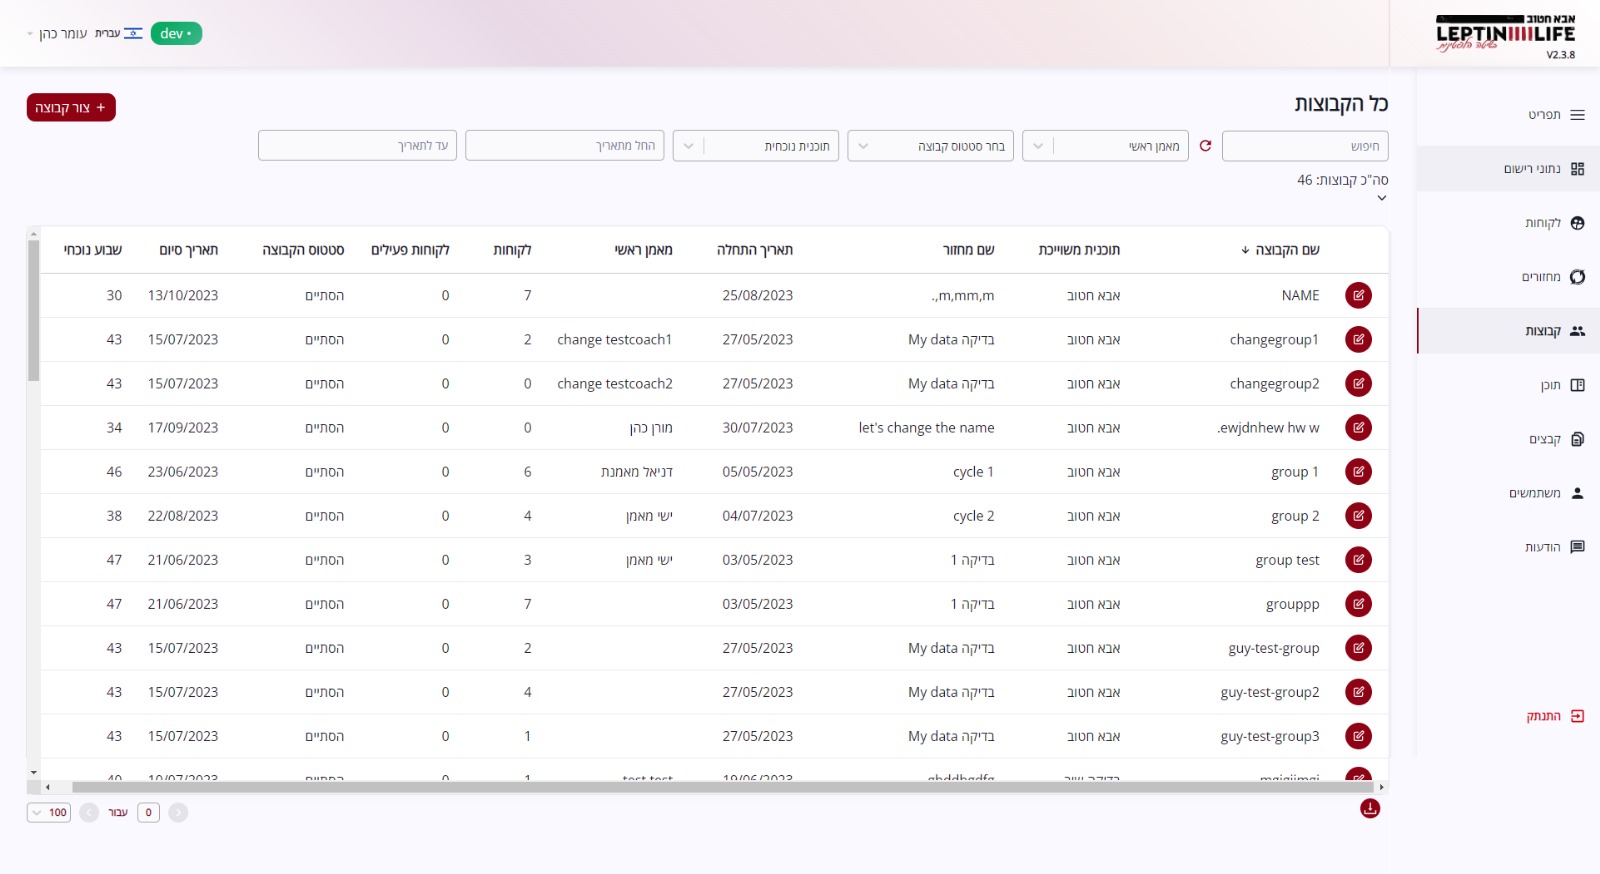 אבא חטוב
LEPTIN LIFE
בשיטה הלפטינית
V2.3.8
dev
עברית
עומר כהן
תפריט
נתוני רישום
לקוחות
מחזורים
קבוצות
תוכן
קבצים
משתמשים
הודעות
התנתק
כל הקבוצות
+ צור קבוצה
חיפוש מאמן ראשי בחר סטטוס קבוצה תוכנית נוכחית החל מתאריך עד לתאריך
סה"כ קבוצות: 46
שם הקבוצה תוכנית משוייכת שם מחזור תאריך התחלה מאמן ראשי לקוחות לקוחות פעילים סטטוס הקבוצה תאריך סיום שבוע נוכחי
NAME אבא חטוב .,m,mm,m 25/08/2023 7 0 הסתיים 13/10/2023 30
changegroup1 אבא חטוב My data בדיקה 27/05/2023 change testcoach1 2 0 הסתיים 15/07/2023 43
changegroup2 אבא חטוב My data בדיקה 27/05/2023 change testcoach2 0 0 הסתיים 15/07/2023 43
.ewjdnhew hw w אבא חטוב let's change the name 30/07/2023 מורן כהן 0 0 הסתיים 17/09/2023 34
group 1 אבא חטוב cycle 1 05/05/2023 דניאל מאמנת 6 0 הסתיים 23/06/2023 46
group 2 אבא חטוב cycle 2 04/07/2023 ישי מאמן 4 0 הסתיים 22/08/2023 38
group test אבא חטוב בדיקה 1 03/05/2023 ישי מאמן 3 0 הסתיים 21/06/2023 47
grouppp אבא חטוב בדיקה 1 03/05/2023 7 0 הסתיים 21/06/2023 47
guy-test-group אבא חטוב My data בדיקה 27/05/2023 2 0 הסתיים 15/07/2023 43
guy-test-group2 אבא חטוב My data בדיקה 27/05/2023 4 0 הסתיים 15/07/2023 43
guy-test-group3 אבא חטוב My data בדיקה 27/05/2023 1 0 הסתיים 15/07/2023 43
19/06/2023 test test 1 0 הסתיים 10/07/2023 40
0 עבור 100